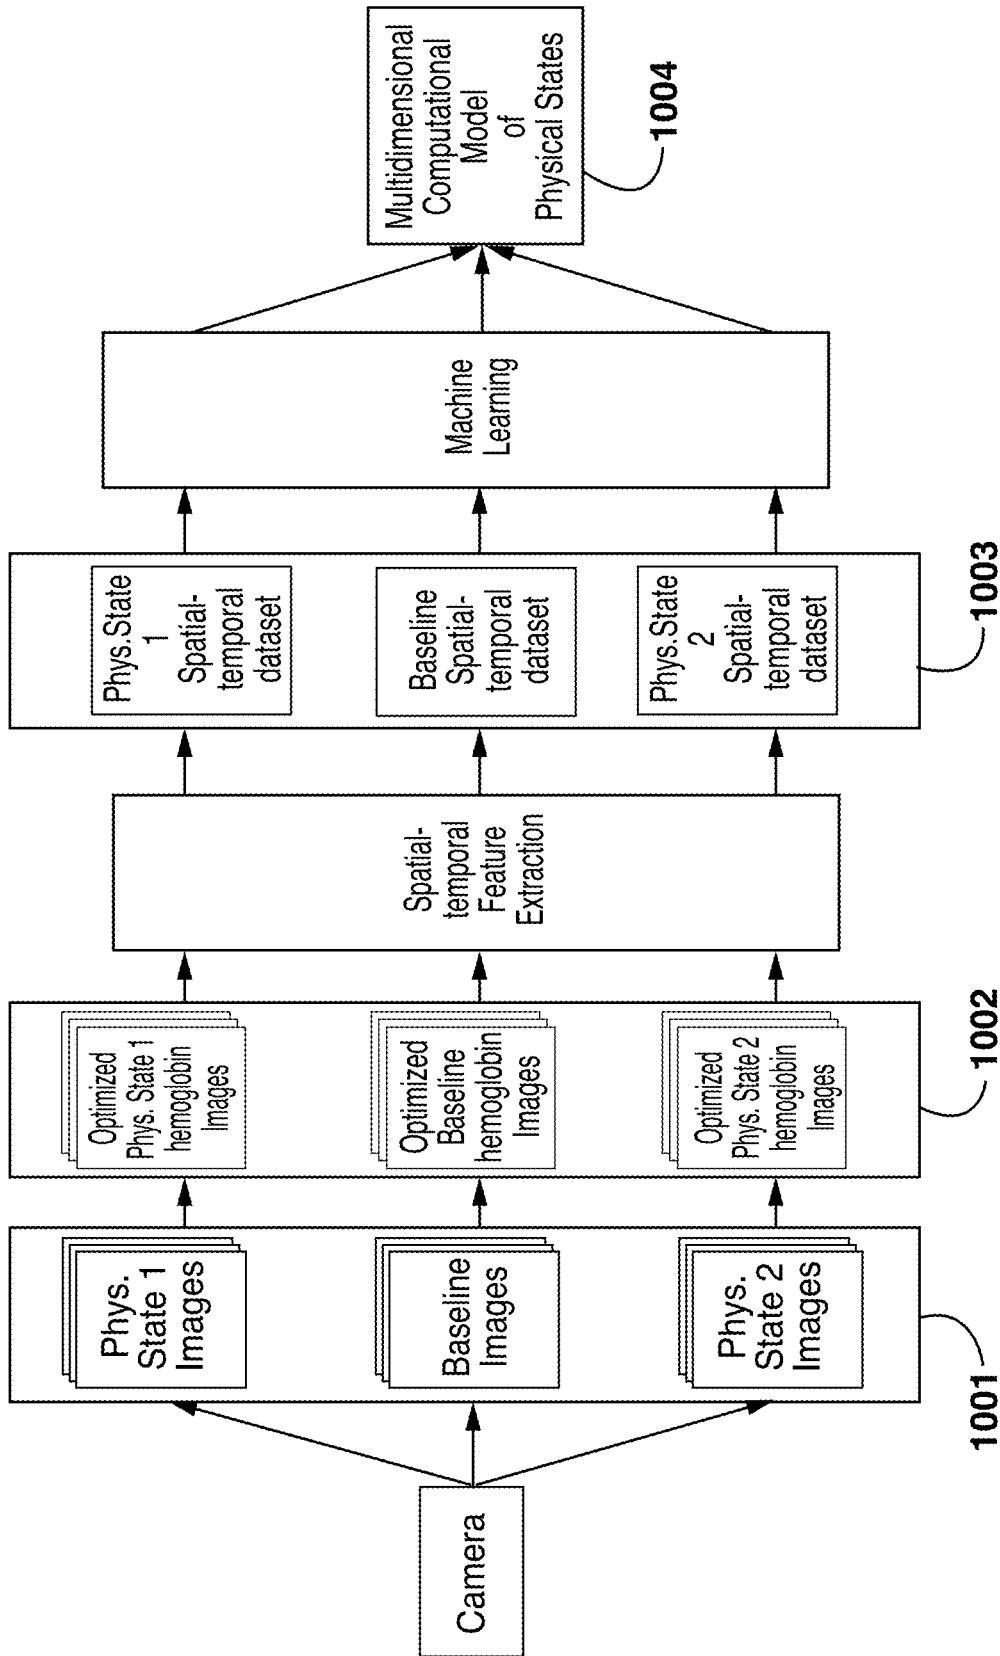 Camera
Phys.
State 1
Images
Baseline
Images
Phys.
State 2
Images
1001
Optimized
Phys. State 1
hemoglobin
Images
Optimized
Baseline
hemoglobin
Images
Optimized
Phys. State 2
hemoglobin
Images
1002
Spatial-
temporal
Feature
Extraction
Phys.State
1
Spatial-
temporal
dataset
Baseline
Spatial-
temporal
dataset
Phys.State
2
Spatial-
temporal
dataset
1003
Machine
Learning
Multidimensional
Computational
Model
of
Physical States
1004